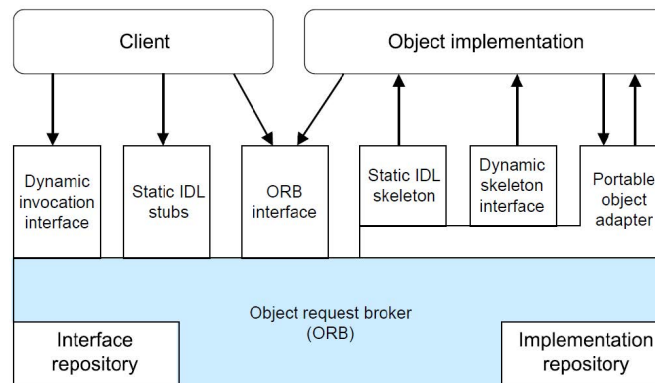 Client
Object implementation
Dynamic
invocation
interface
Static IDL
stubs
ORB
interface
Static IDL
skeleton
Dynamic
skeleton
interface
Portable
object
adapter
Object request broker
(ORB)
Interface
repository
Implementation
repository